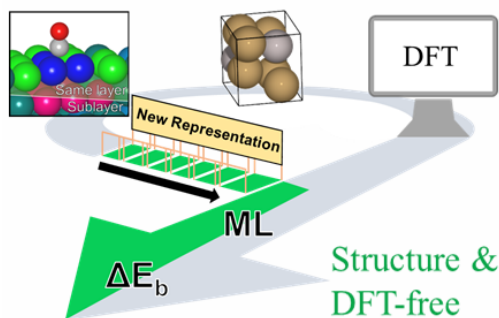 Same layer
Sublayer
DFT
New Representation
ML
ΔE_b
Structure &
DFT-free